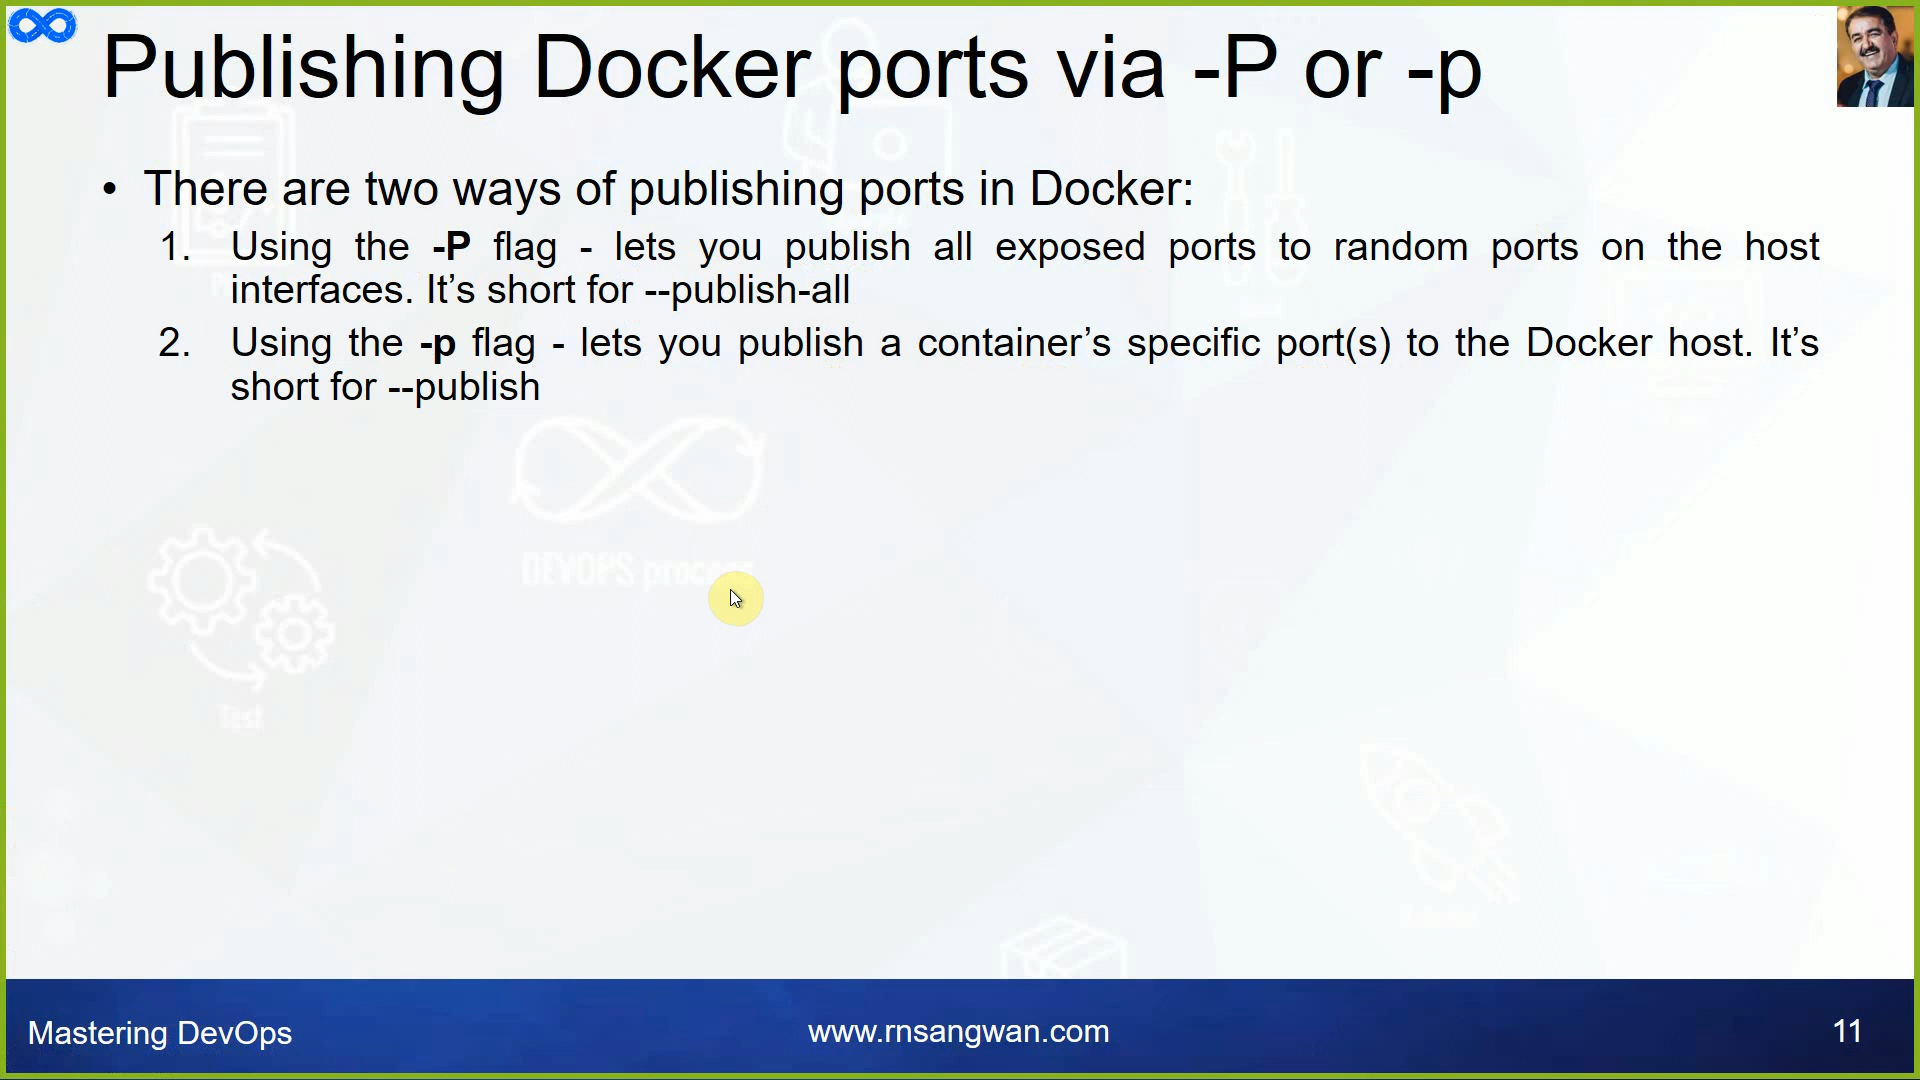 Publishing Docker ports via -P or -p
• There are two ways of publishing ports in Docker:
1. Using the -P flag - lets you publish all exposed ports to random ports on the host
interfaces. It’s short for --publish-all
2. Using the -p flag - lets you publish a container’s specific port(s) to the Docker host. It’s
short for --publish
DEVOPS process
Test
Mastering DevOps
www.rnsangwan.com
11